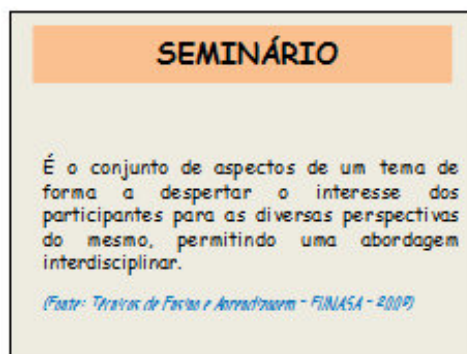 SEMINÁRIO
É o conjunto de aspectos de um tema de
forma a despertar o interesse dos
participantes para as diversas perspectivas
do mesmo, permitindo uma abordagem
interdisciplinar.
(Fonte: Técnicas de Ensino e Aprendizagem – FUNASA –